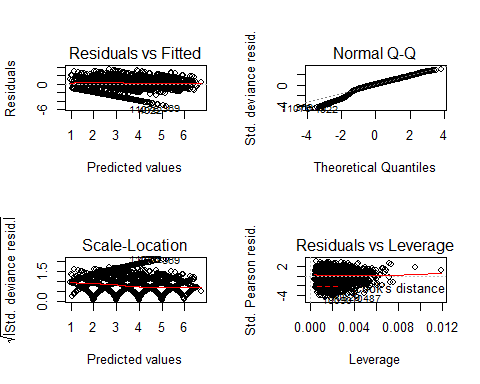 Residuals vs Fitted
Residuals
0
-6
1 2 3 4 5 6
Predicted values
Normal Q-Q
Std. deviance resid.
0
-4
-4 -2 0 2 4
Theoretical Quantiles
Scale-Location
√|Std. deviance resid.|
1.5
0.0
1 2 3 4 5 6
Predicted values
Residuals vs Leverage
Std. Pearson resid.
2
-4
distance
0.000 0.004 0.008 0.012
Leverage